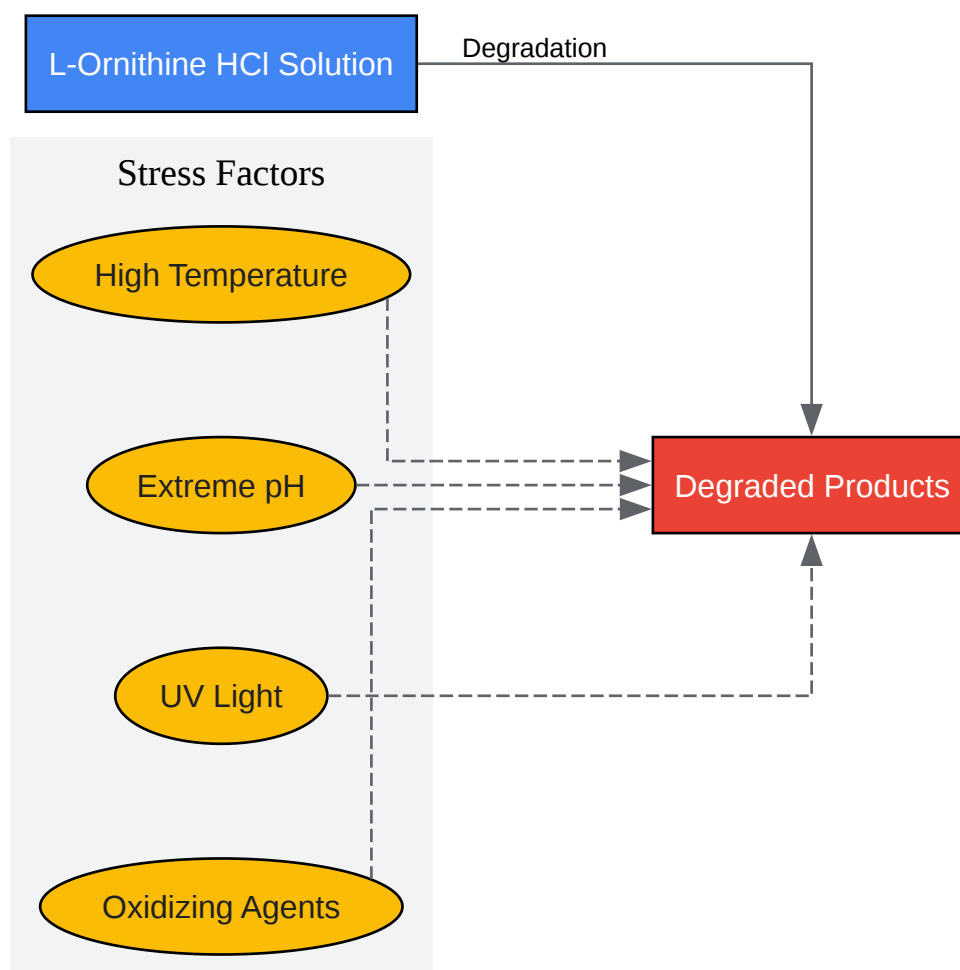 L-Ornithine HCl Solution
Degradation
Stress Factors
High Temperature
Extreme pH
Degraded Products
UV Light
Oxidizing Agents